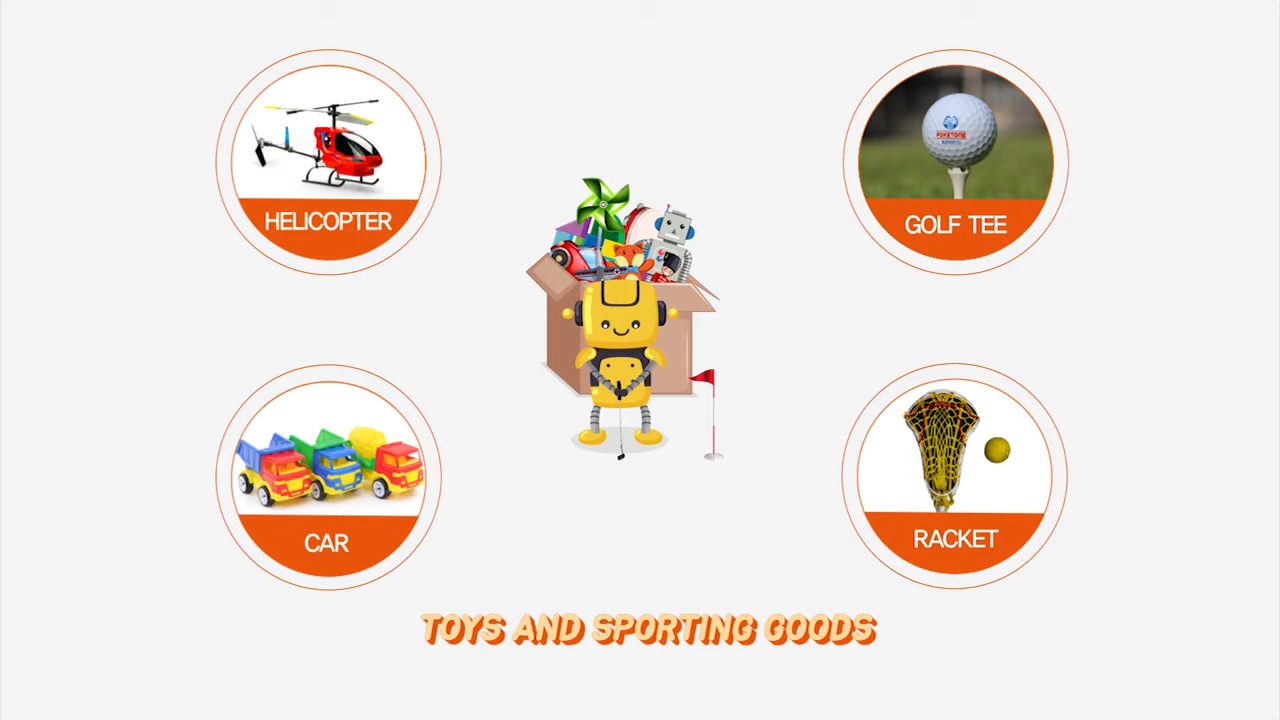 HELICOPTER
GOLF TEE
CAR
RACKET
TOYS AND SPORTING GOODS